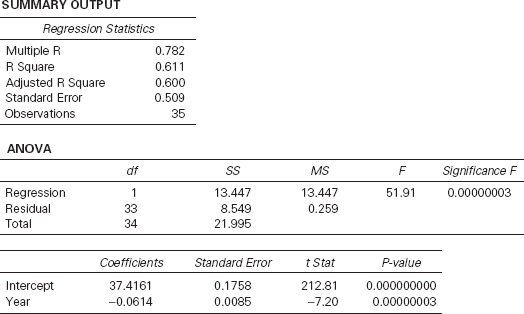 SUMMARY OUTPUT
Regression Statistics
Multiple R 0.782
R Square 0.611
Adjusted R Square 0.600
Standard Error 0.509
Observations 35
ANOVA
df SS MS F Significance F
Regression 1 13.447 13.447 51.91 0.00000003
Residual 33 8.549 0.259
Total 34 21.995
Coefficients Standard Error t Stat P-value
Intercept 37.4161 0.1758 212.81 0.000000000
Year −0.0614 0.0085 −7.20 0.00000003